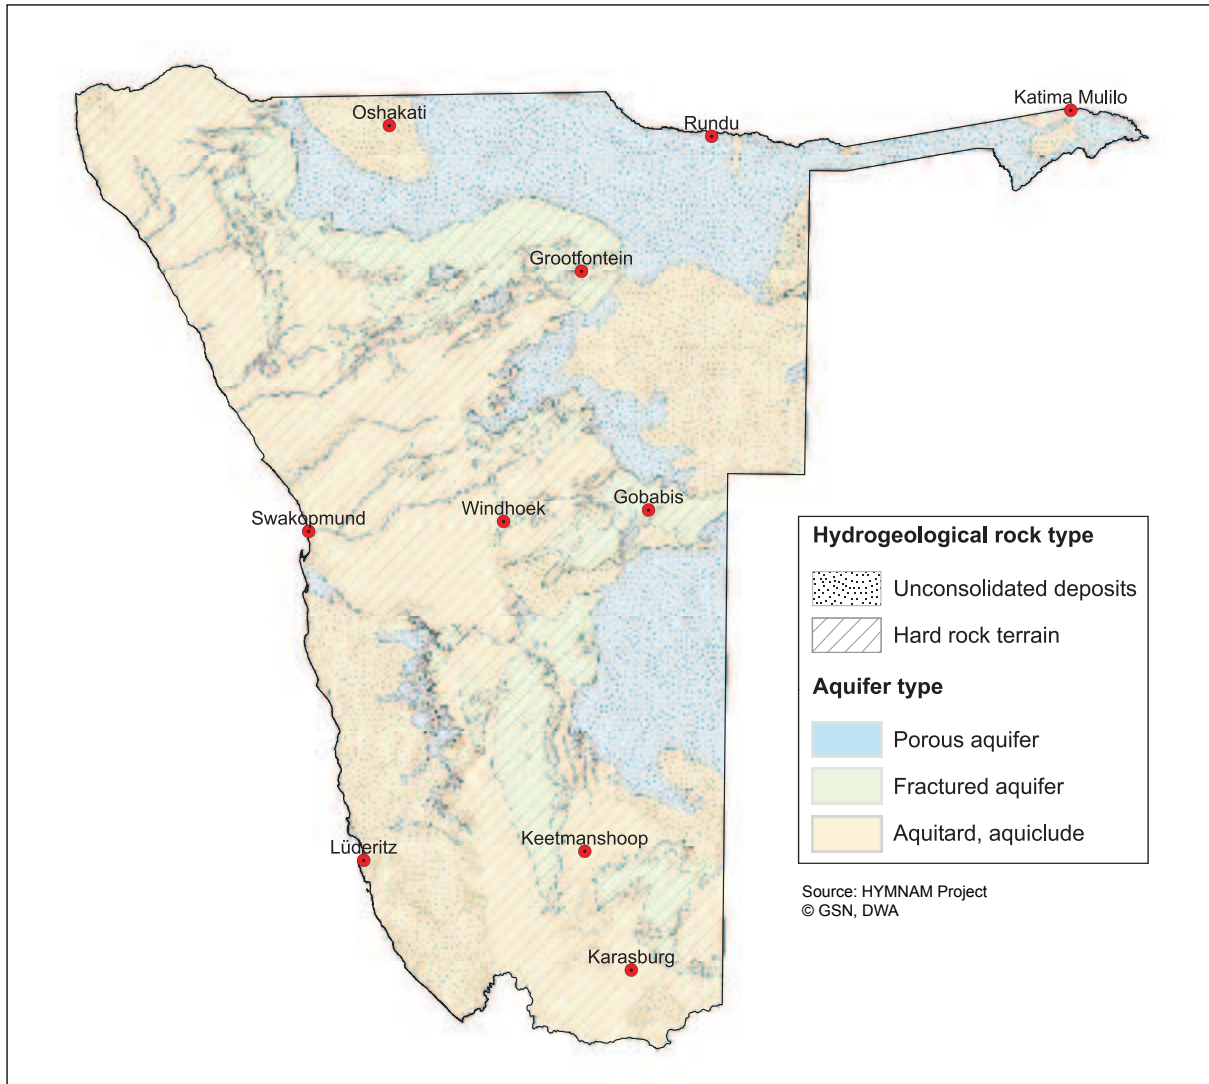 Oshakati
Rundu
Katima Mulilo
Grootfontein
Swakopmund
Windhoek
Gobabis
Lüderitz
Keetmanshoop
Karasburg
Hydrogeological rock type
Unconsolidated deposits
Hard rock terrain
Aquifer type
Porous aquifer
Fractured aquifer
Aquitard, aquiclude
Source: HYMNAM Project
© GSN, DWA